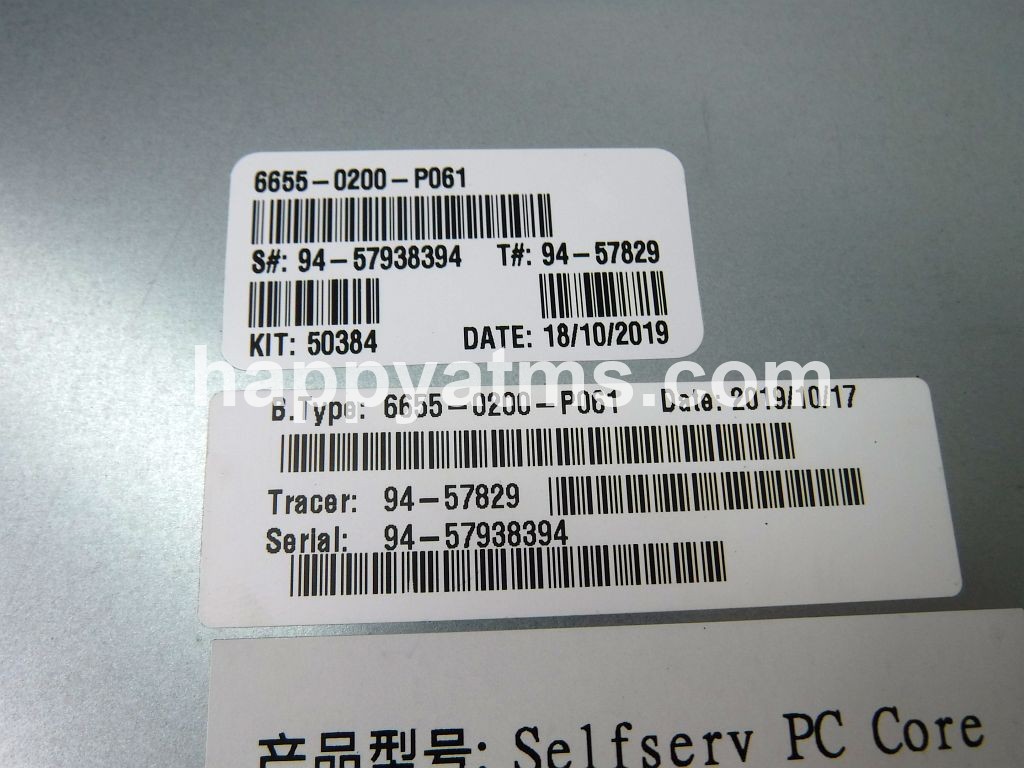 6655-0200-P061
S#: 94-57938394 T#: 94-57829
KIT: 50384 DATE: 18/10/2019
happyatms.com
B.Type: 6655-0200-P061 Date: 2019/10/17
Tracer: 94-57829
Serial: 94-57938394
产品型号: Selfserv PC Core